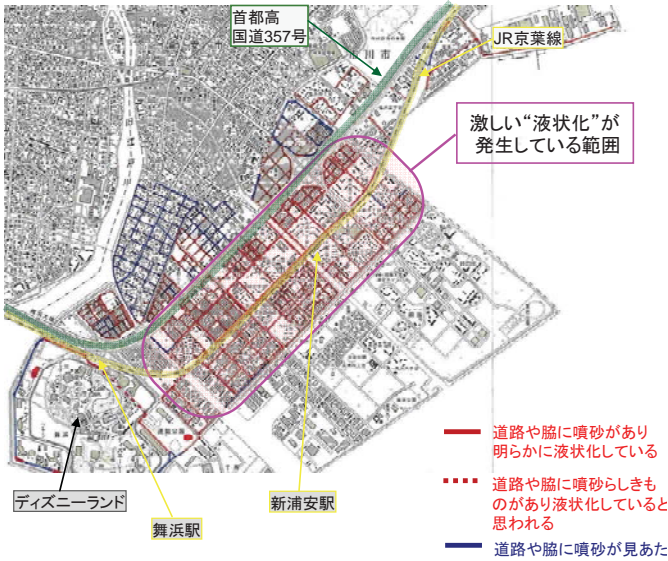 首都高
国道357号
川市
JR京葉線
激しい“液状化”が
発生している範囲
ディズニーランド
舞浜駅
新浦安駅
道路や脇に噴砂があり
明らかに液状化している
道路や脇に噴砂らしきも
のがあり液状化していると
思われる
道路や脇に噴砂が見あた